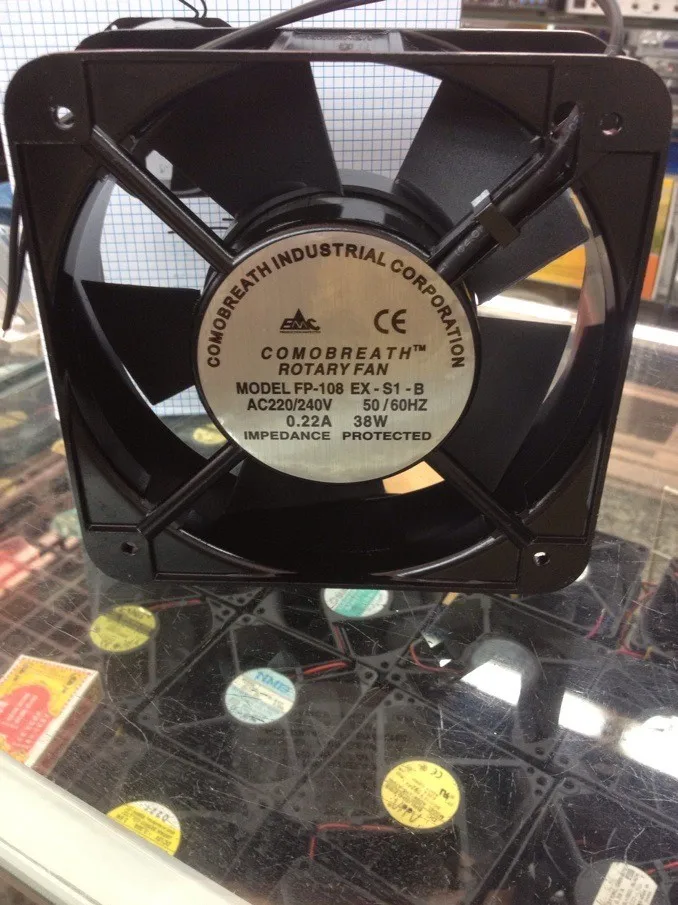 COMOBREATH INDUSTRIAL CORPORATION
EMC
CE
COMOBREATH™
ROTARY FAN
MODEL FP-108 EX-S1-B
AC220/240V 50/60HZ
0.22A 38W
IMPEDANCE PROTECTED